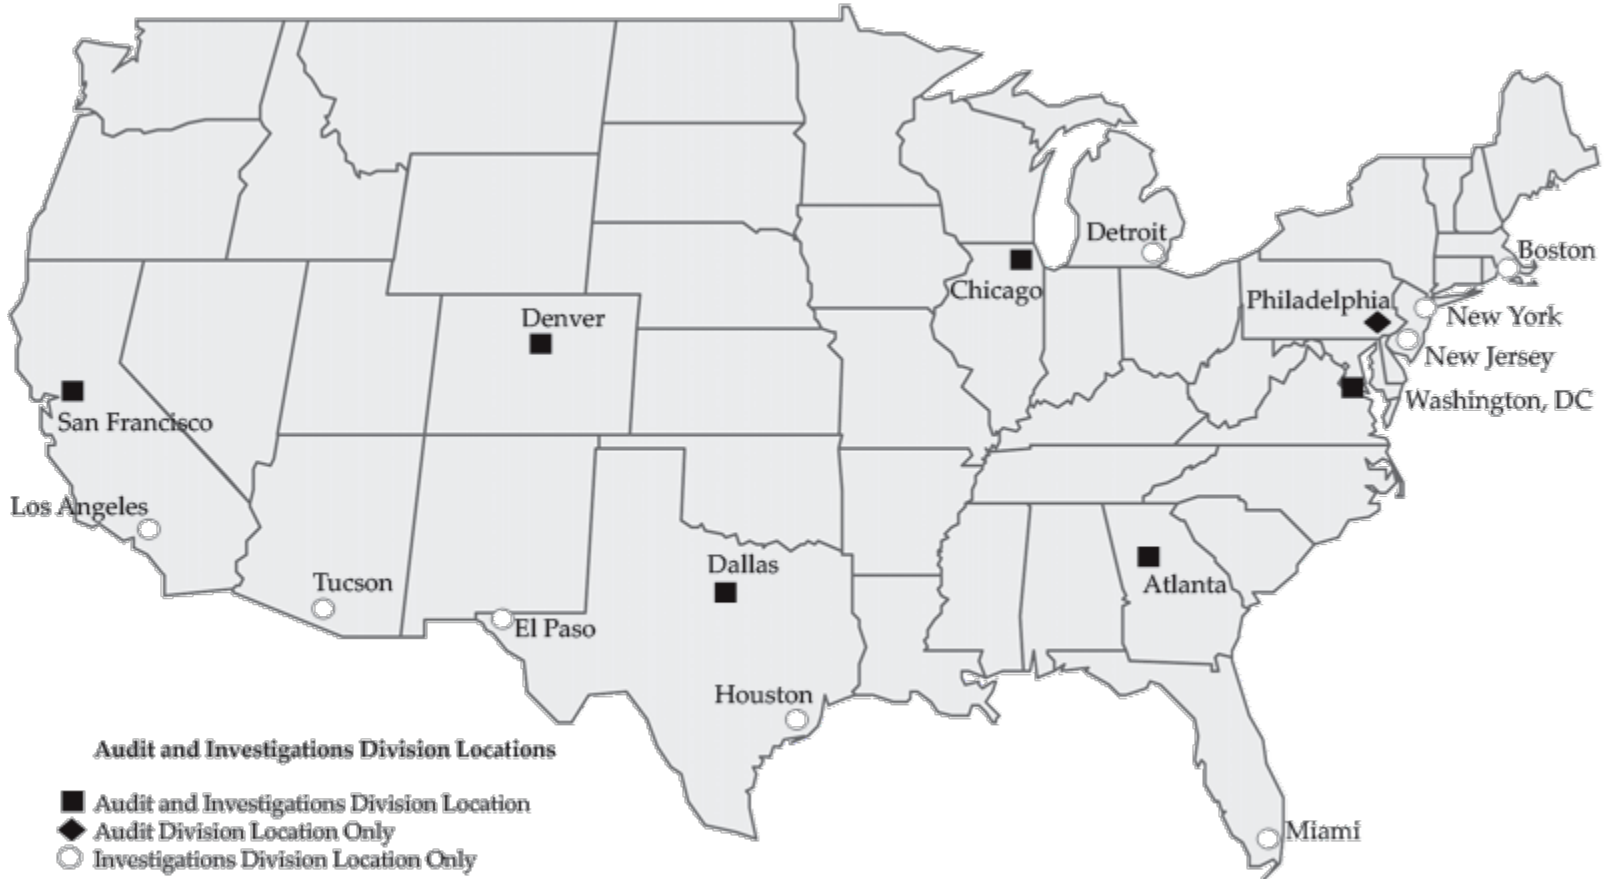 Detroit
Boston
Chicago
Philadelphia
New York
Denver
New Jersey
Washington, DC
San Francisco
Los Angeles
Dallas
Tucson
Atlanta
El Paso
Houston
Audit and Investigations Division Locations
Audit and Investigations Division Location
Audit Division Location Only
Miami
Investigations Division Location Only